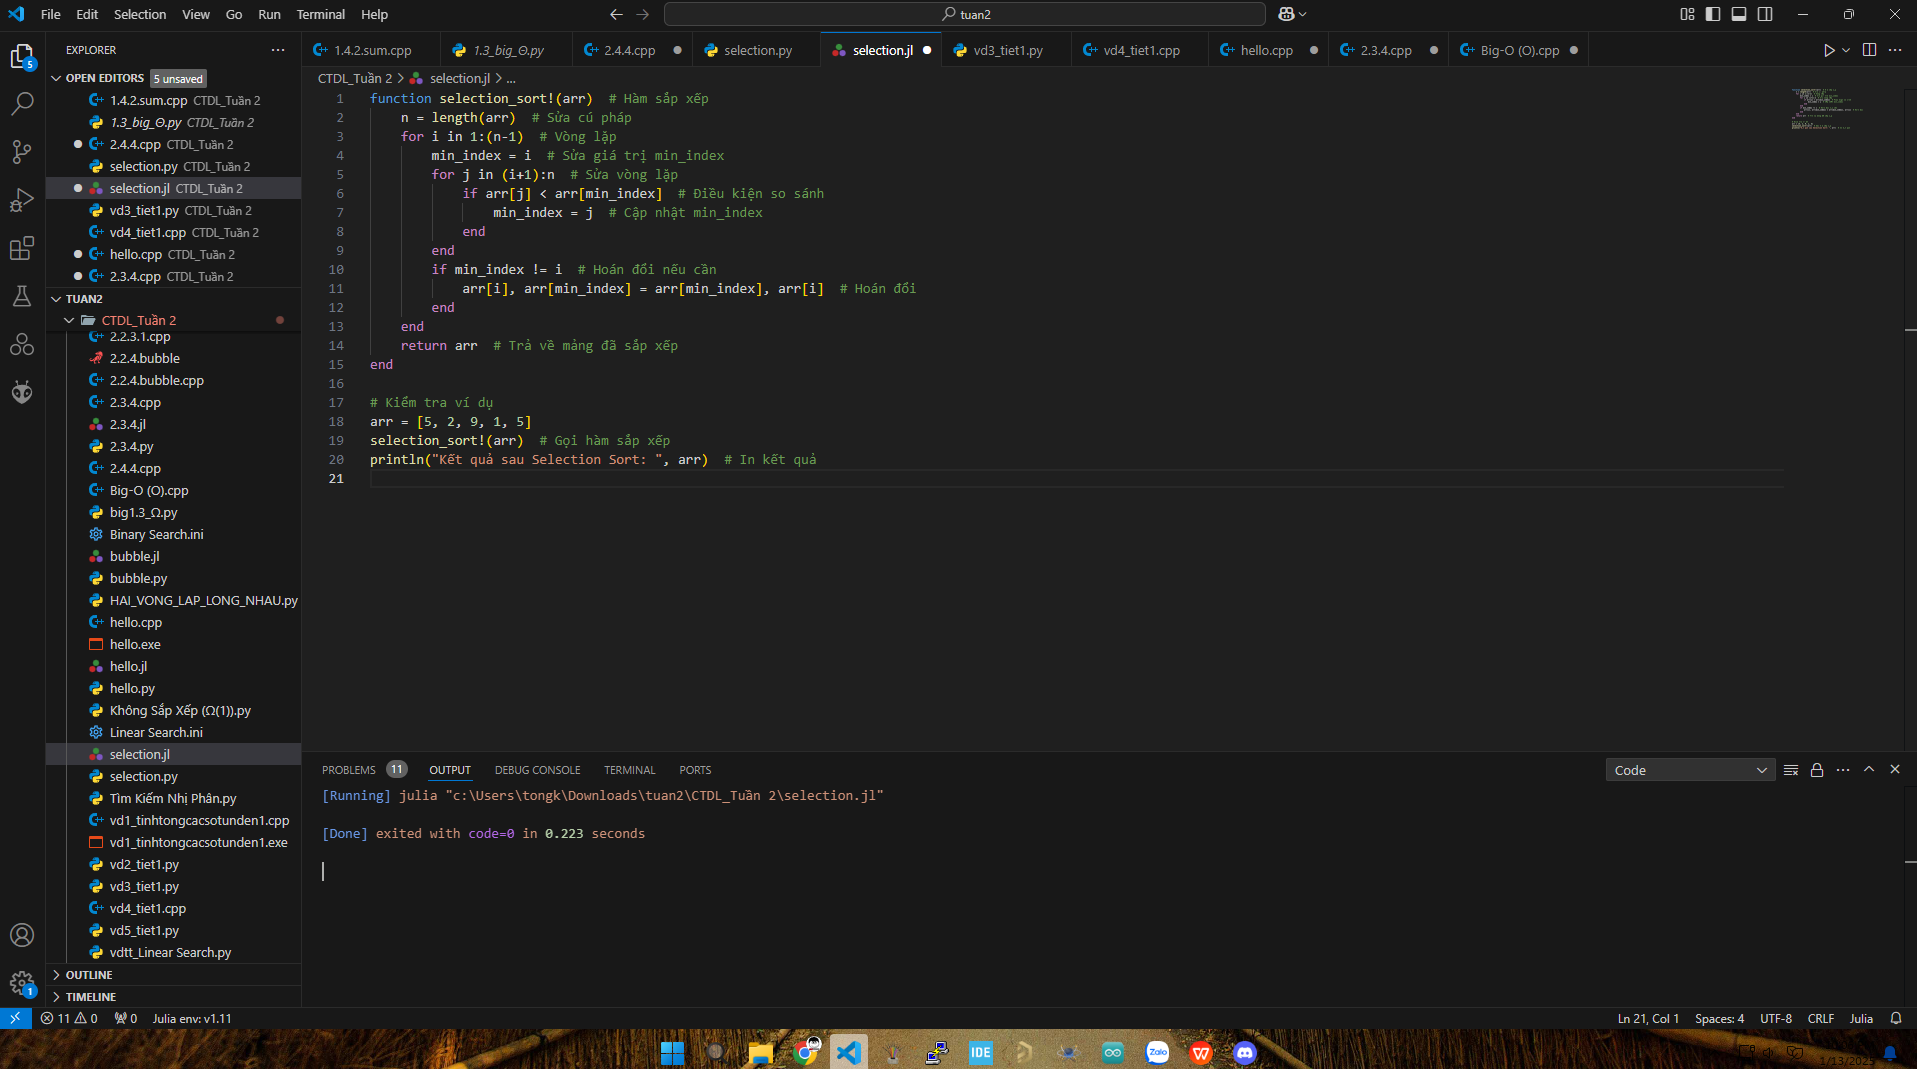 File Edit Selection View Go Run Terminal Help
tuan2
EXPLORER
OPEN EDITORS 5 unsaved
1.4.2.sum.cpp CTDL_Tuần 2
1.3_big_Θ.py CTDL_Tuần 2
2.4.4.cpp CTDL_Tuần 2
selection.py CTDL_Tuần 2
selection.jl CTDL_Tuần 2
vd3_tiet1.py CTDL_Tuần 2
vd4_tiet1.cpp CTDL_Tuần 2
hello.cpp CTDL_Tuần 2
2.3.4.cpp CTDL_Tuần 2
TUAN2
CTDL_Tuần 2
2.2.3.1.cpp
2.2.4.bubble
2.2.4.bubble.cpp
2.3.4.cpp
2.3.4.jl
2.3.4.py
2.4.4.cpp
Big-O (O).cpp
big1.3_Ω.py
Binary Search.ini
bubble.jl
bubble.py
HAI_VONG_LAP_LONG_NHAU.py
hello.cpp
hello.exe
hello.jl
hello.py
Không Sắp Xếp (Ω(1)).py
Linear Search.ini
selection.jl
selection.py
Tìm Kiếm Nhị Phân.py
vd1_tinhtongcacsotunden1.cpp
vd1_tinhtongcacsotunden1.exe
vd2_tiet1.py
vd3_tiet1.py
vd4_tiet1.cpp
vd5_tiet1.py
vdtt_Linear Search.py
OUTLINE
TIMELINE
5
1
1.4.2.sum.cpp 1.3_big_Θ.py 2.4.4.cpp selection.py selection.jl vd3_tiet1.py vd4_tiet1.cpp hello.cpp 2.3.4.cpp Big-O (O).cpp
CTDL_Tuần 2 > selection.jl > ...
1 function selection_sort!(arr)  # Hàm sắp xếp
2     n = length(arr)  # Sửa cú pháp
3     for i in 1:(n-1)  # Vòng lặp
4         min_index = i  # Sửa giá trị min_index
5         for j in (i+1):n  # Sửa vòng lặp
6             if arr[j] < arr[min_index]  # Điều kiện so sánh
7                 min_index = j  # Cập nhật min_index
8             end
9         end
10         if min_index != i  # Hoán đổi nếu cần
11             arr[i], arr[min_index] = arr[min_index], arr[i]  # Hoán đổi
12         end
13     end
14     return arr  # Trả về mảng đã sắp xếp
15 end
16
17 # Kiểm tra ví dụ
18 arr = [5, 2, 9, 1, 5]
19 selection_sort!(arr)  # Gọi hàm sắp xếp
20 println("Kết quả sau Selection Sort: ", arr)  # In kết quả
21
PROBLEMS 11 OUTPUT DEBUG CONSOLE TERMINAL PORTS
Code
[Running] julia "c:\Users\tongk\Downloads\tuan2\CTDL_Tuần 2\selection.jl"
[Done] exited with code=0 in 0.223 seconds
11 0 0 Julia env: v1.11
Ln 21, Col 1 Spaces: 4 UTF-8 CRLF Julia
IDE
Zalo
1/13/2025